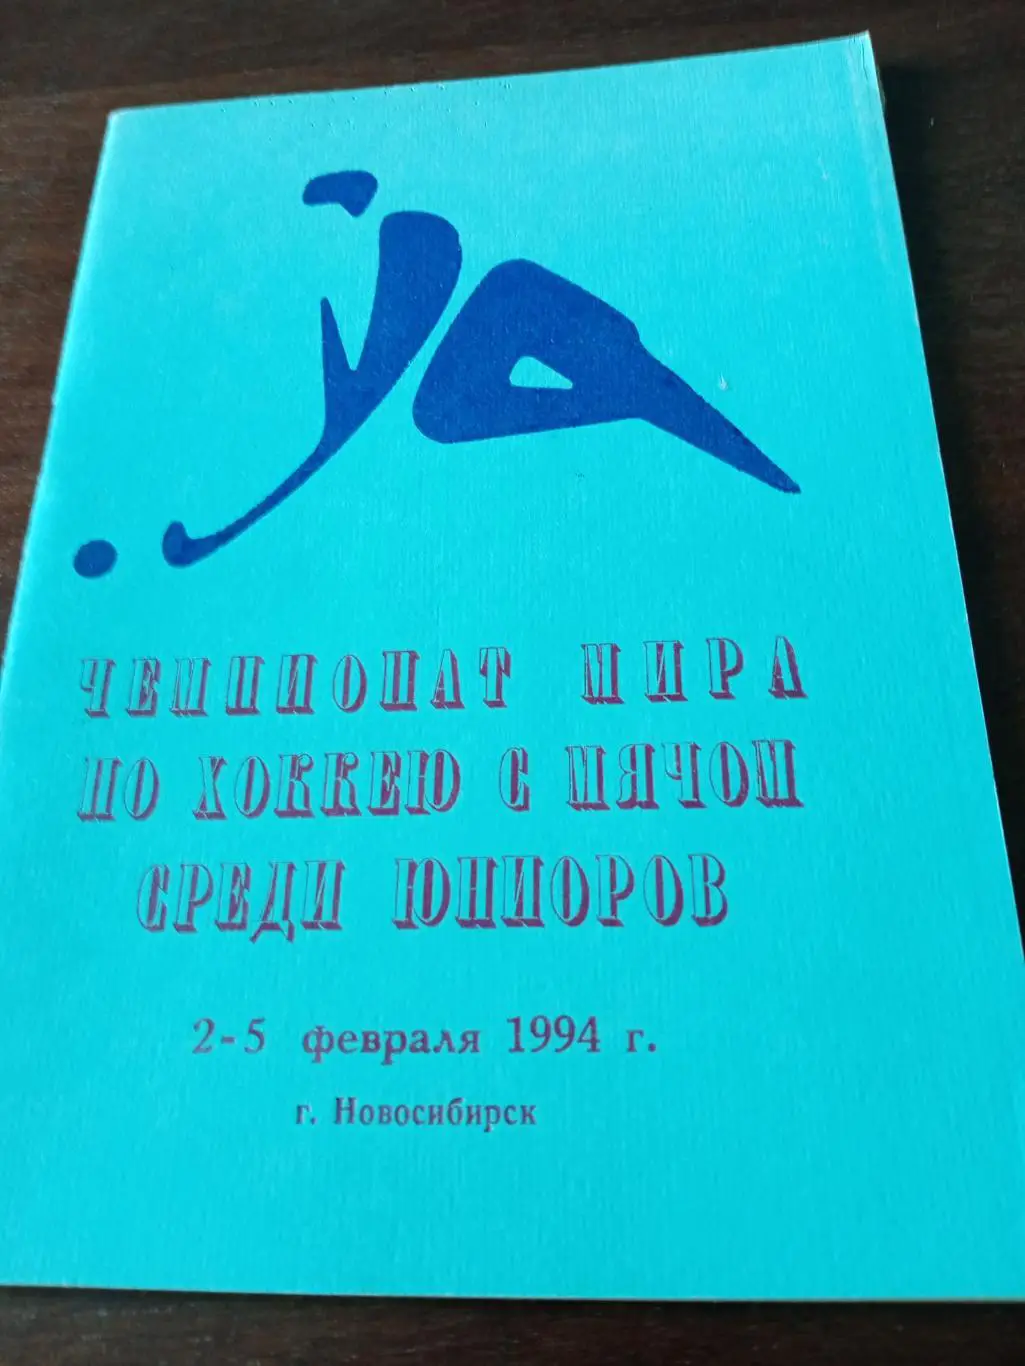 ЧЕМПИОНАТ МИРА
ПО ХОККЕЮ С МЯЧОМ
СРЕДИ ЮНИОРОВ
2-5 февраля 1994 г.
г. Новосибирск